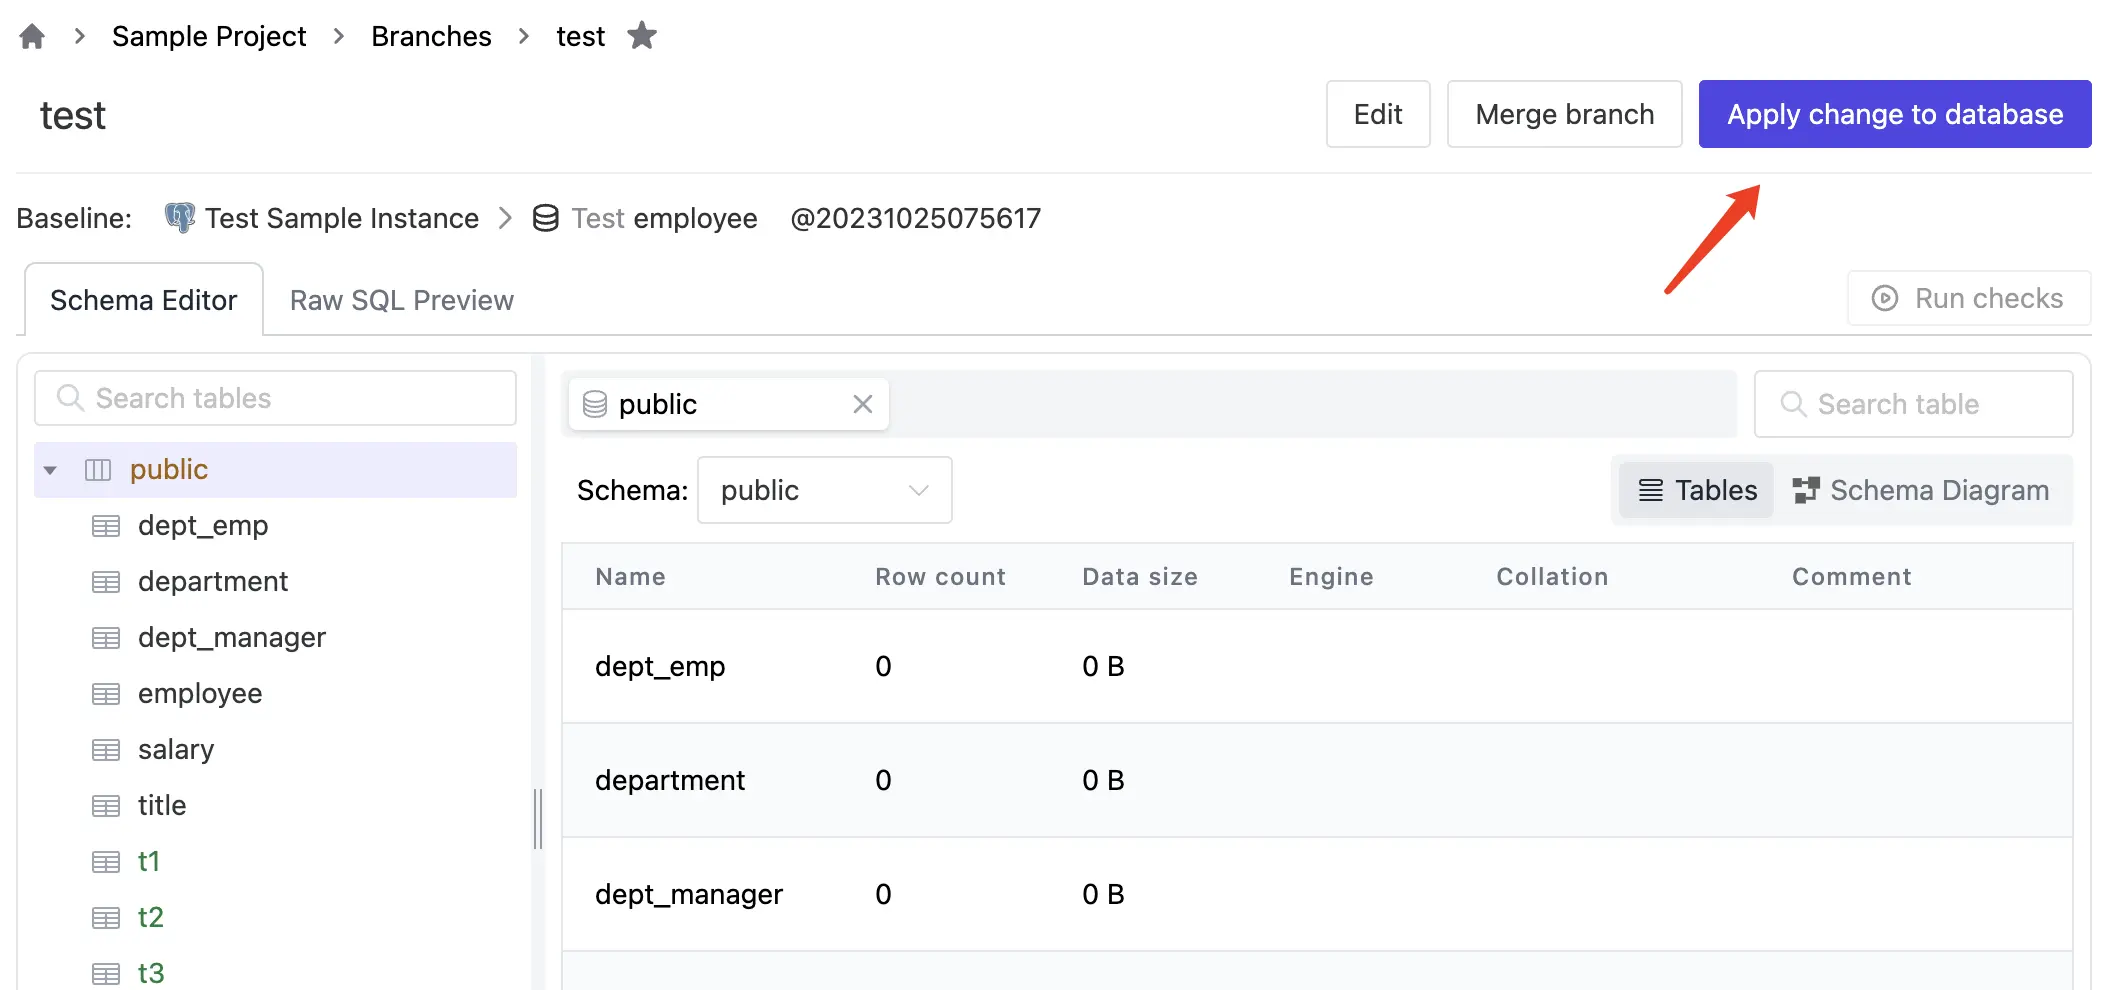 Sample Project Branches test
test
Edit Merge branch Apply change to database
Baseline: Test Sample Instance Test employee @20231025075617
Schema Editor Raw SQL Preview Run checks
Search tables
public
dept_emp
department
dept_manager
employee
salary
title
t1
t2
t3
public Search table
Schema: public Tables Schema Diagram
Name Row count Data size Engine Collation Comment
dept_emp 0 0 B
department 0 0 B
dept_manager 0 0 B